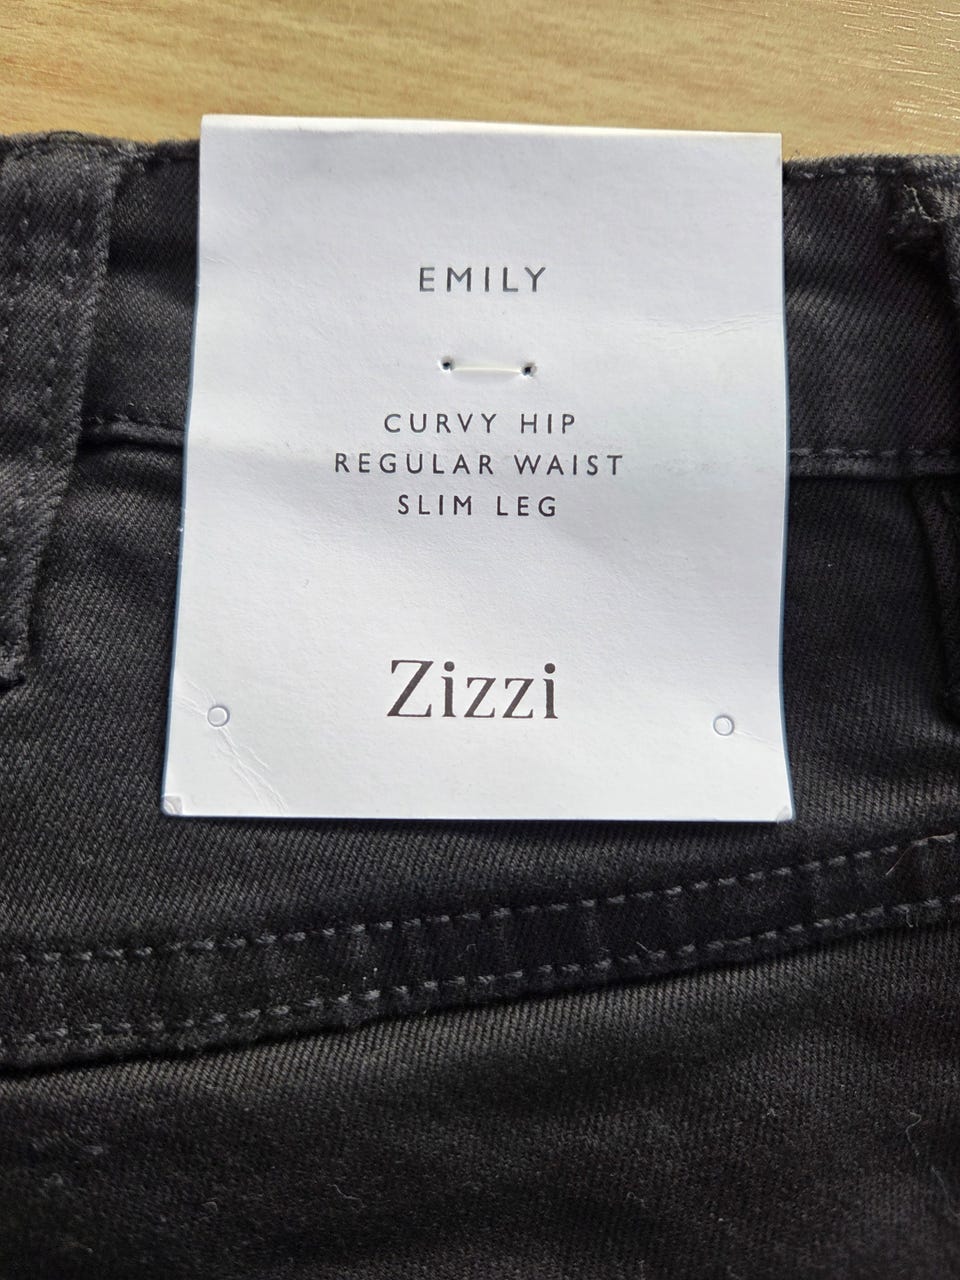 EMILY
CURVY HIP
REGULAR WAIST
SLIM LEG
Zizzi